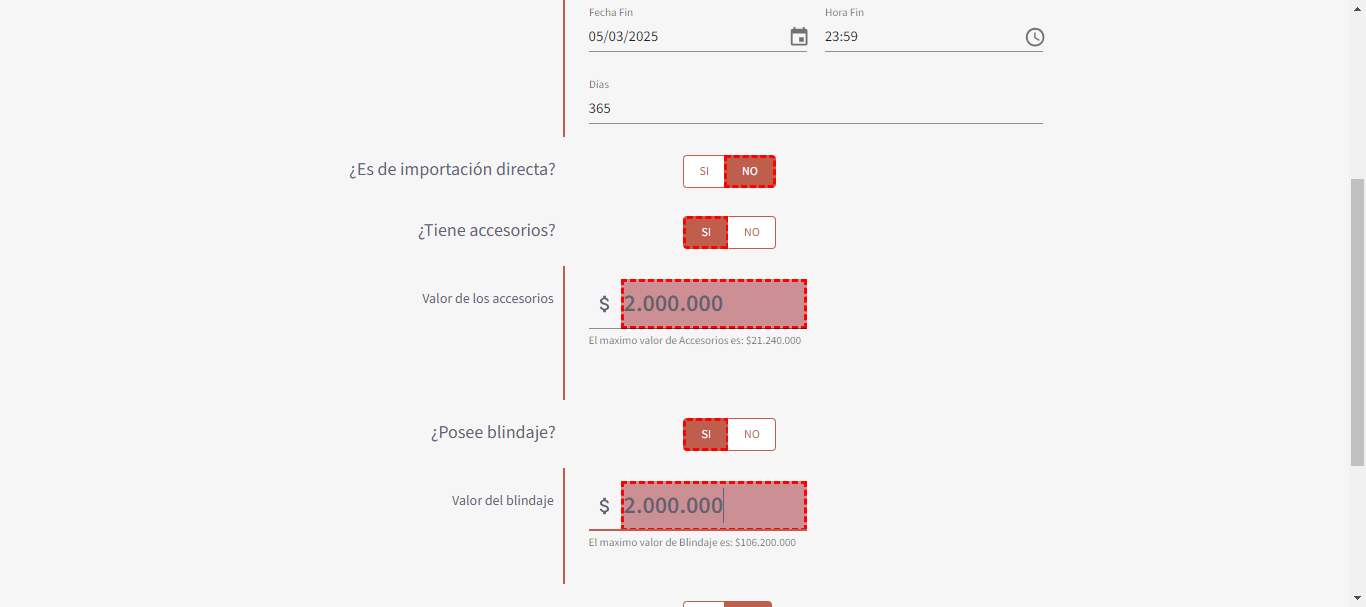 Fecha Fin
Hora Fin
05/03/2025
23:59
Días
365
¿Es de importación directa?
SI
NO
¿Tiene accesorios?
SI
NO
Valor de los accesorios
$ 2.000.000
El maximo valor de Accesorios es: $21.240.000
¿Posee blindaje?
SI
NO
Valor del blindaje
$ 2.000.000
El maximo valor de Blindaje es: $106.200.000